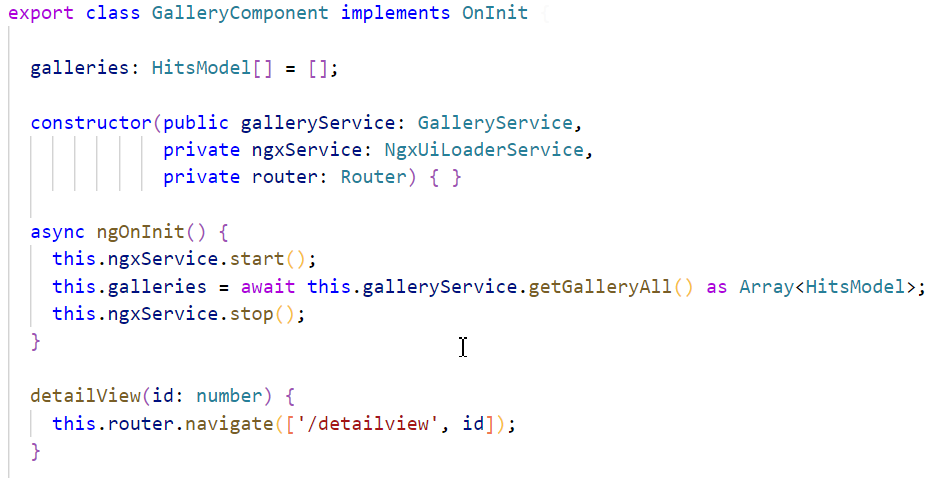 export class GalleryComponent implements OnInit {
galleries: HitsModel[] = [];
constructor(public galleryService: GalleryService,
private ngxService: NgxUiLoaderService,
private router: Router) { }
async ngOnInit() {
this.ngxService.start();
this.galleries = await this.galleryService.getGalleryAll() as Array<HitsModel>;
this.ngxService.stop();
}
detailView(id: number) {
this.router.navigate(['/detailview', id]);
}